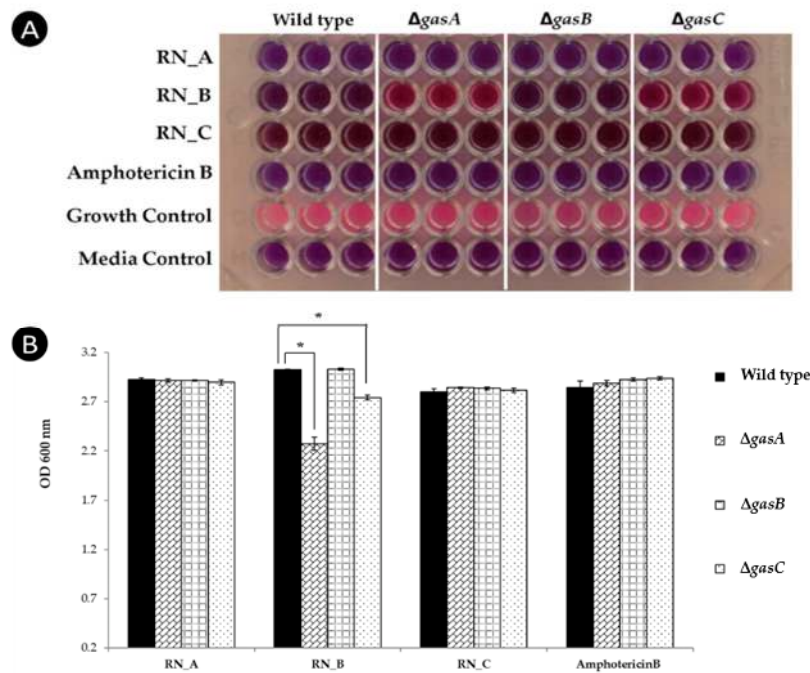 A
Wild type ΔgasA ΔgasB ΔgasC
RN_A
RN_B
RN_C
Amphotericin B
Growth Control
Media Control
B
3.2
2.7
2.2
1.7
1.2
0.7
0.2
OD 600 nm
*
*
RN_A RN_B RN_C AmphotericinB
Wild type
ΔgasA
ΔgasB
ΔgasC